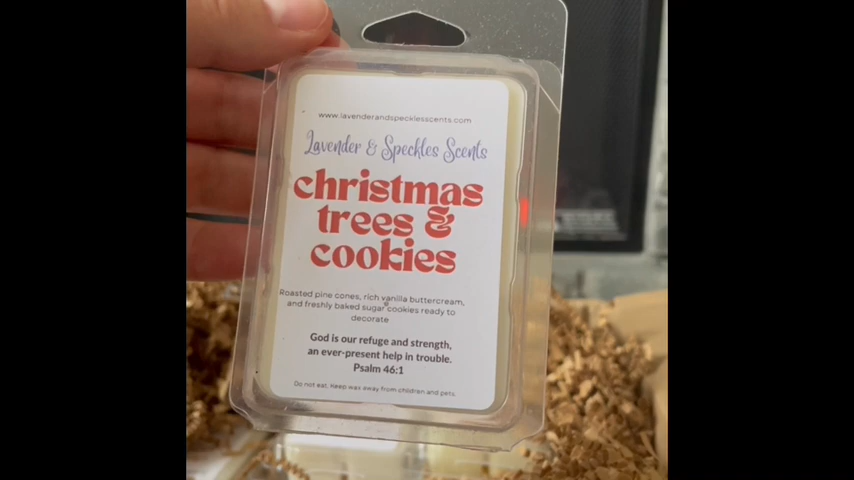 www.lavenderandspecklesscents.com
Lavender & Speckles Scents
christmas
trees &
cookies
Roasted pine cones, rich vanilla buttercream,
and freshly baked sugar cookies ready to
decorate
God is our refuge and strength,
an ever-present help in trouble.
Psalm 46:1
Do not eat, keep wax away from children and pets.